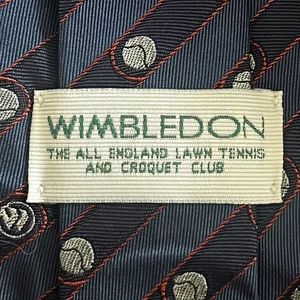 WIMBLEDON
THE ALL ENGLAND LAWN TENNIS
AND CROQUET CLUB